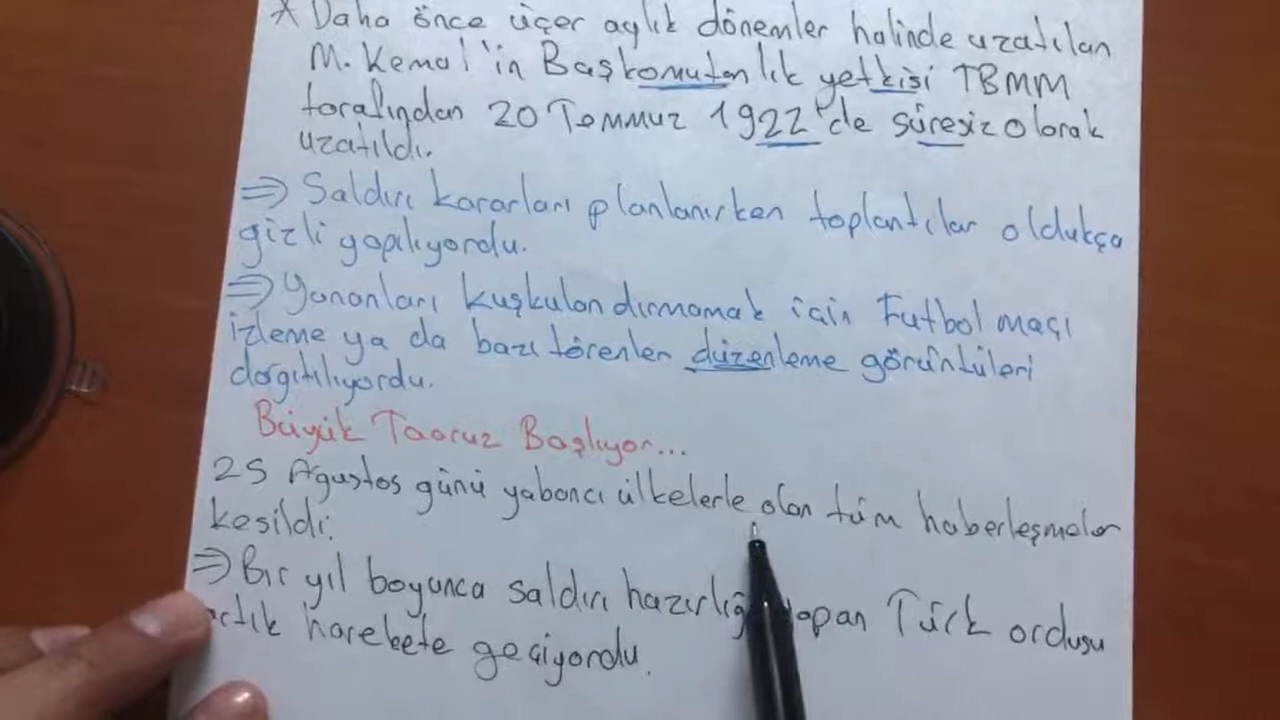 * Daha önce üçer aylık dönemler halinde uzatılan
M. Kemal'in Başkomutanlık yetkisi TBMM
tarafından 20 Temmuz 1922'de süresiz olarak
uzatıldı.
⇒ Saldırı kararları planlanırken toplantılar oldukça
gizli yapılıyordu.
⇒ Yunanları kuşkulandırmamak için Futbol maçı
izleme ya da bazı törenler düzenleme görüntüleri
dağıtılıyordu.
Büyük Taaruz Başlıyor...
25 Ağustos günü yabancı ülkelerle olan tüm haberleşmeler
kesildi.
⇒ Bir yıl boyunca saldırı hazırlığı yapan Türk ordusu
artık harekete geçiyordu.